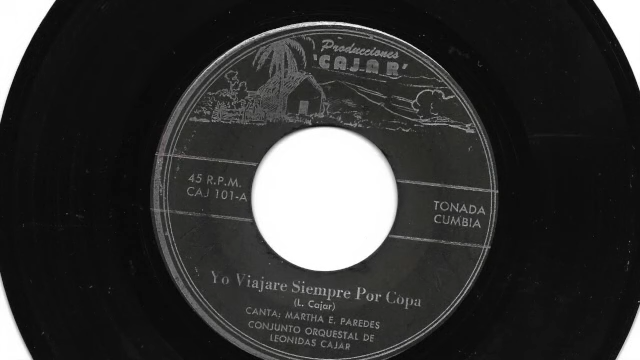 Producciones
'CAJAR'
45 R.P.M.
CAJ 101-A
TONADA
CUMBIA
Yo Viajare Siempre Por Copa
(L. Cajar)
CANTA: MARTHA E. PAREDES
CONJUNTO ORQUESTAL DE
LEONIDAS CAJAR